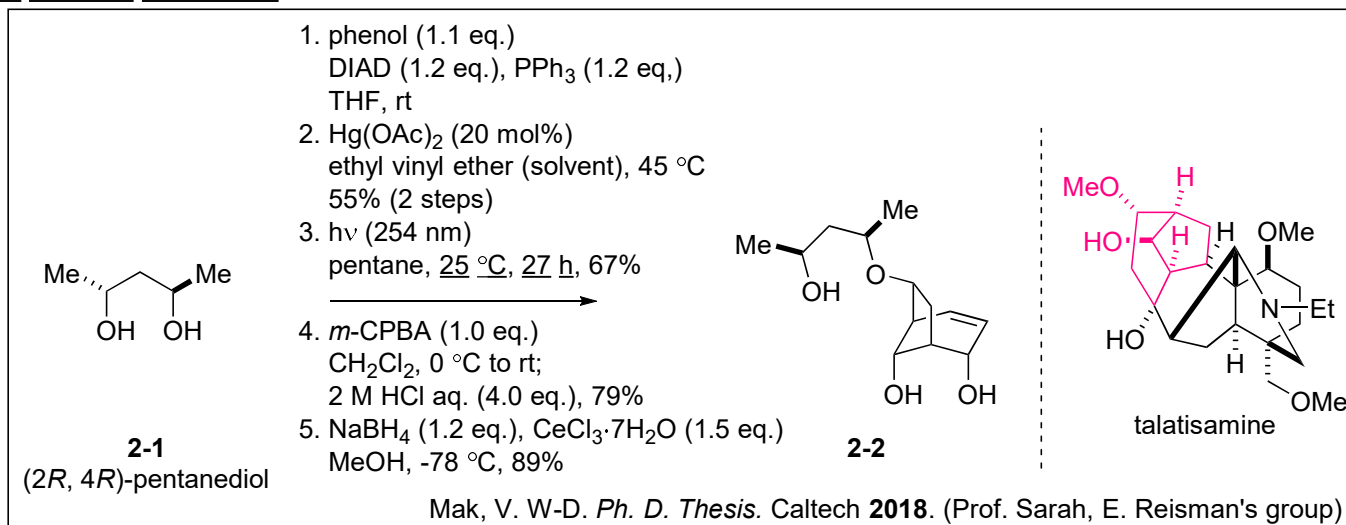 1. phenol (1.1 eq.)
DIAD (1.2 eq.), PPh3 (1.2 eq,)
THF, rt
2. Hg(OAc)2 (20 mol%)
ethyl vinyl ether (solvent), 45 °C
55% (2 steps)
3. hν (254 nm)
pentane, 25 °C, 27 h, 67%
4. m-CPBA (1.0 eq.)
CH2Cl2, 0 °C to rt;
2 M HCl aq. (4.0 eq.), 79%
5. NaBH4 (1.2 eq.), CeCl3·7H2O (1.5 eq.)
MeOH, -78 °C, 89%
Me
Me
OH
OH
2-1
(2R, 4R)-pentanediol
Me
Me
O
OH
OH
OH
2-2
H
MeO
H
HO
H
OMe
N
Et
HO
H
OMe
talatisamine
Mak, V. W-D. Ph. D. Thesis. Caltech 2018. (Prof. Sarah, E. Reisman's group)